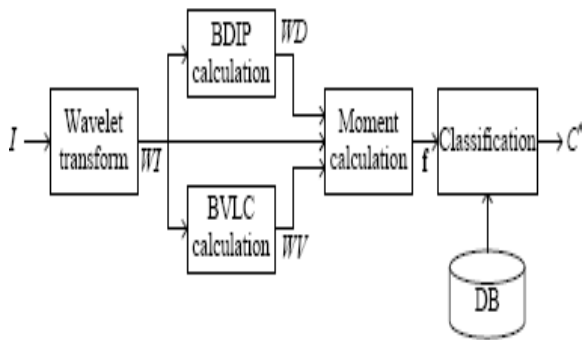 I
Wavelet
transform
WI
BDIP
calculation
WD
BVLC
calculation
WV
Moment
calculation
f
Classification
C*
DB